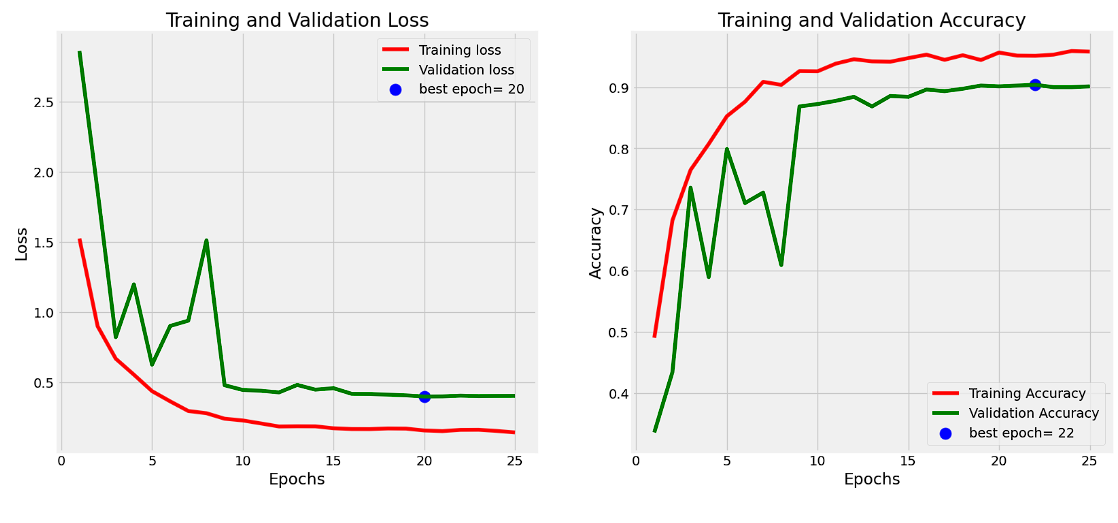 Training and Validation Loss
Training loss
Validation loss
best epoch= 20
Loss
2.5
2.0
1.5
1.0
0.5
0 5 10 15 20 25
Epochs
Training and Validation Accuracy
Accuracy
0.9
0.8
0.7
0.6
0.5
0.4
Training Accuracy
Validation Accuracy
best epoch= 22
0 5 10 15 20 25
Epochs